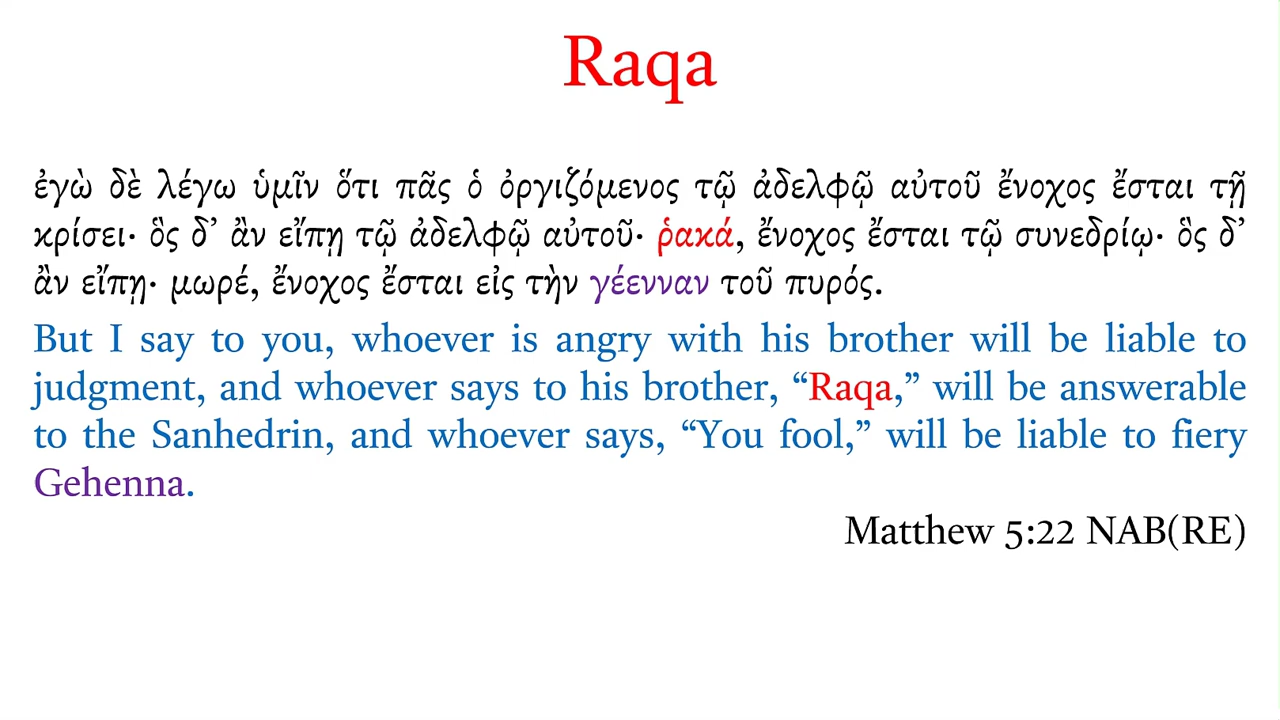 Raqa
ἐγὼ δὲ λέγω ὑμῖν ὅτι πᾶς ὁ ὀργιζόμενος τῷ ἀδελφῷ αὐτοῦ ἔνοχος ἔσται τῇ
κρίσει· ὃς δ’ ἂν εἴπῃ τῷ ἀδελφῷ αὐτοῦ· ῥακά, ἔνοχος ἔσται τῷ συνεδρίῳ· ὃς δ’
ἂν εἴπῃ· μωρέ, ἔνοχος ἔσται εἰς τὴν γέενναν τοῦ πυρός.
But I say to you, whoever is angry with his brother will be liable to
judgment, and whoever says to his brother, “Raqa,” will be answerable
to the Sanhedrin, and whoever says, “You fool,” will be liable to fiery
Gehenna.
Matthew 5:22 NAB(RE)